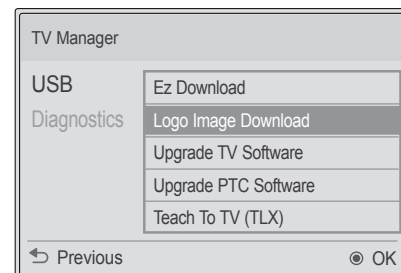 TV Manager
USB
Diagnostics
Ez Download
Logo Image Download
Upgrade TV Software
Upgrade PTC Software
Teach To TV (TLX)
Previous
OK